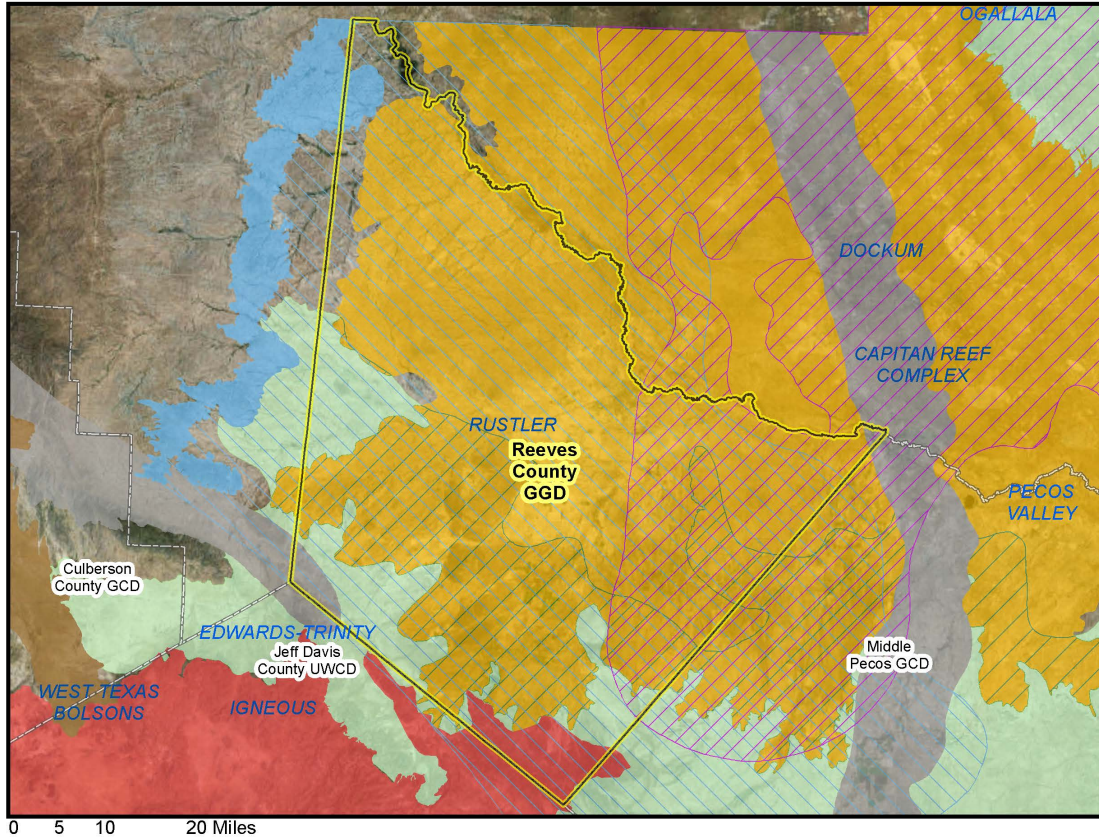 OGALLALA
DOCKUM
CAPITAN REEF
COMPLEX
RUSTLER
Reeves
County
GGD
PECOS
VALLEY
Culberson
County GCD
EDWARDS-TRINITY
Jeff Davis
County UWCD
Middle
Pecos GCD
WEST TEXAS
BOLSONS
IGNEOUS
0 5 10 20 Miles